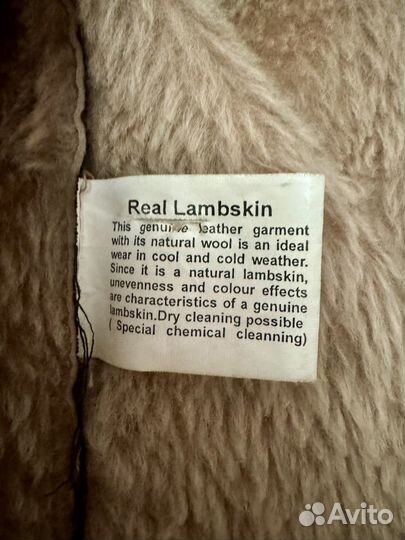 Real Lambskin
This genuine leather garment
with its natural wool is an ideal
wear in cool and cold weather.
Since it is a natural lambskin,
unevenness and colour effects
are characteristics of a genuine
lambskin.Dry cleaning possible
( Special chemical cleanning)
Avito